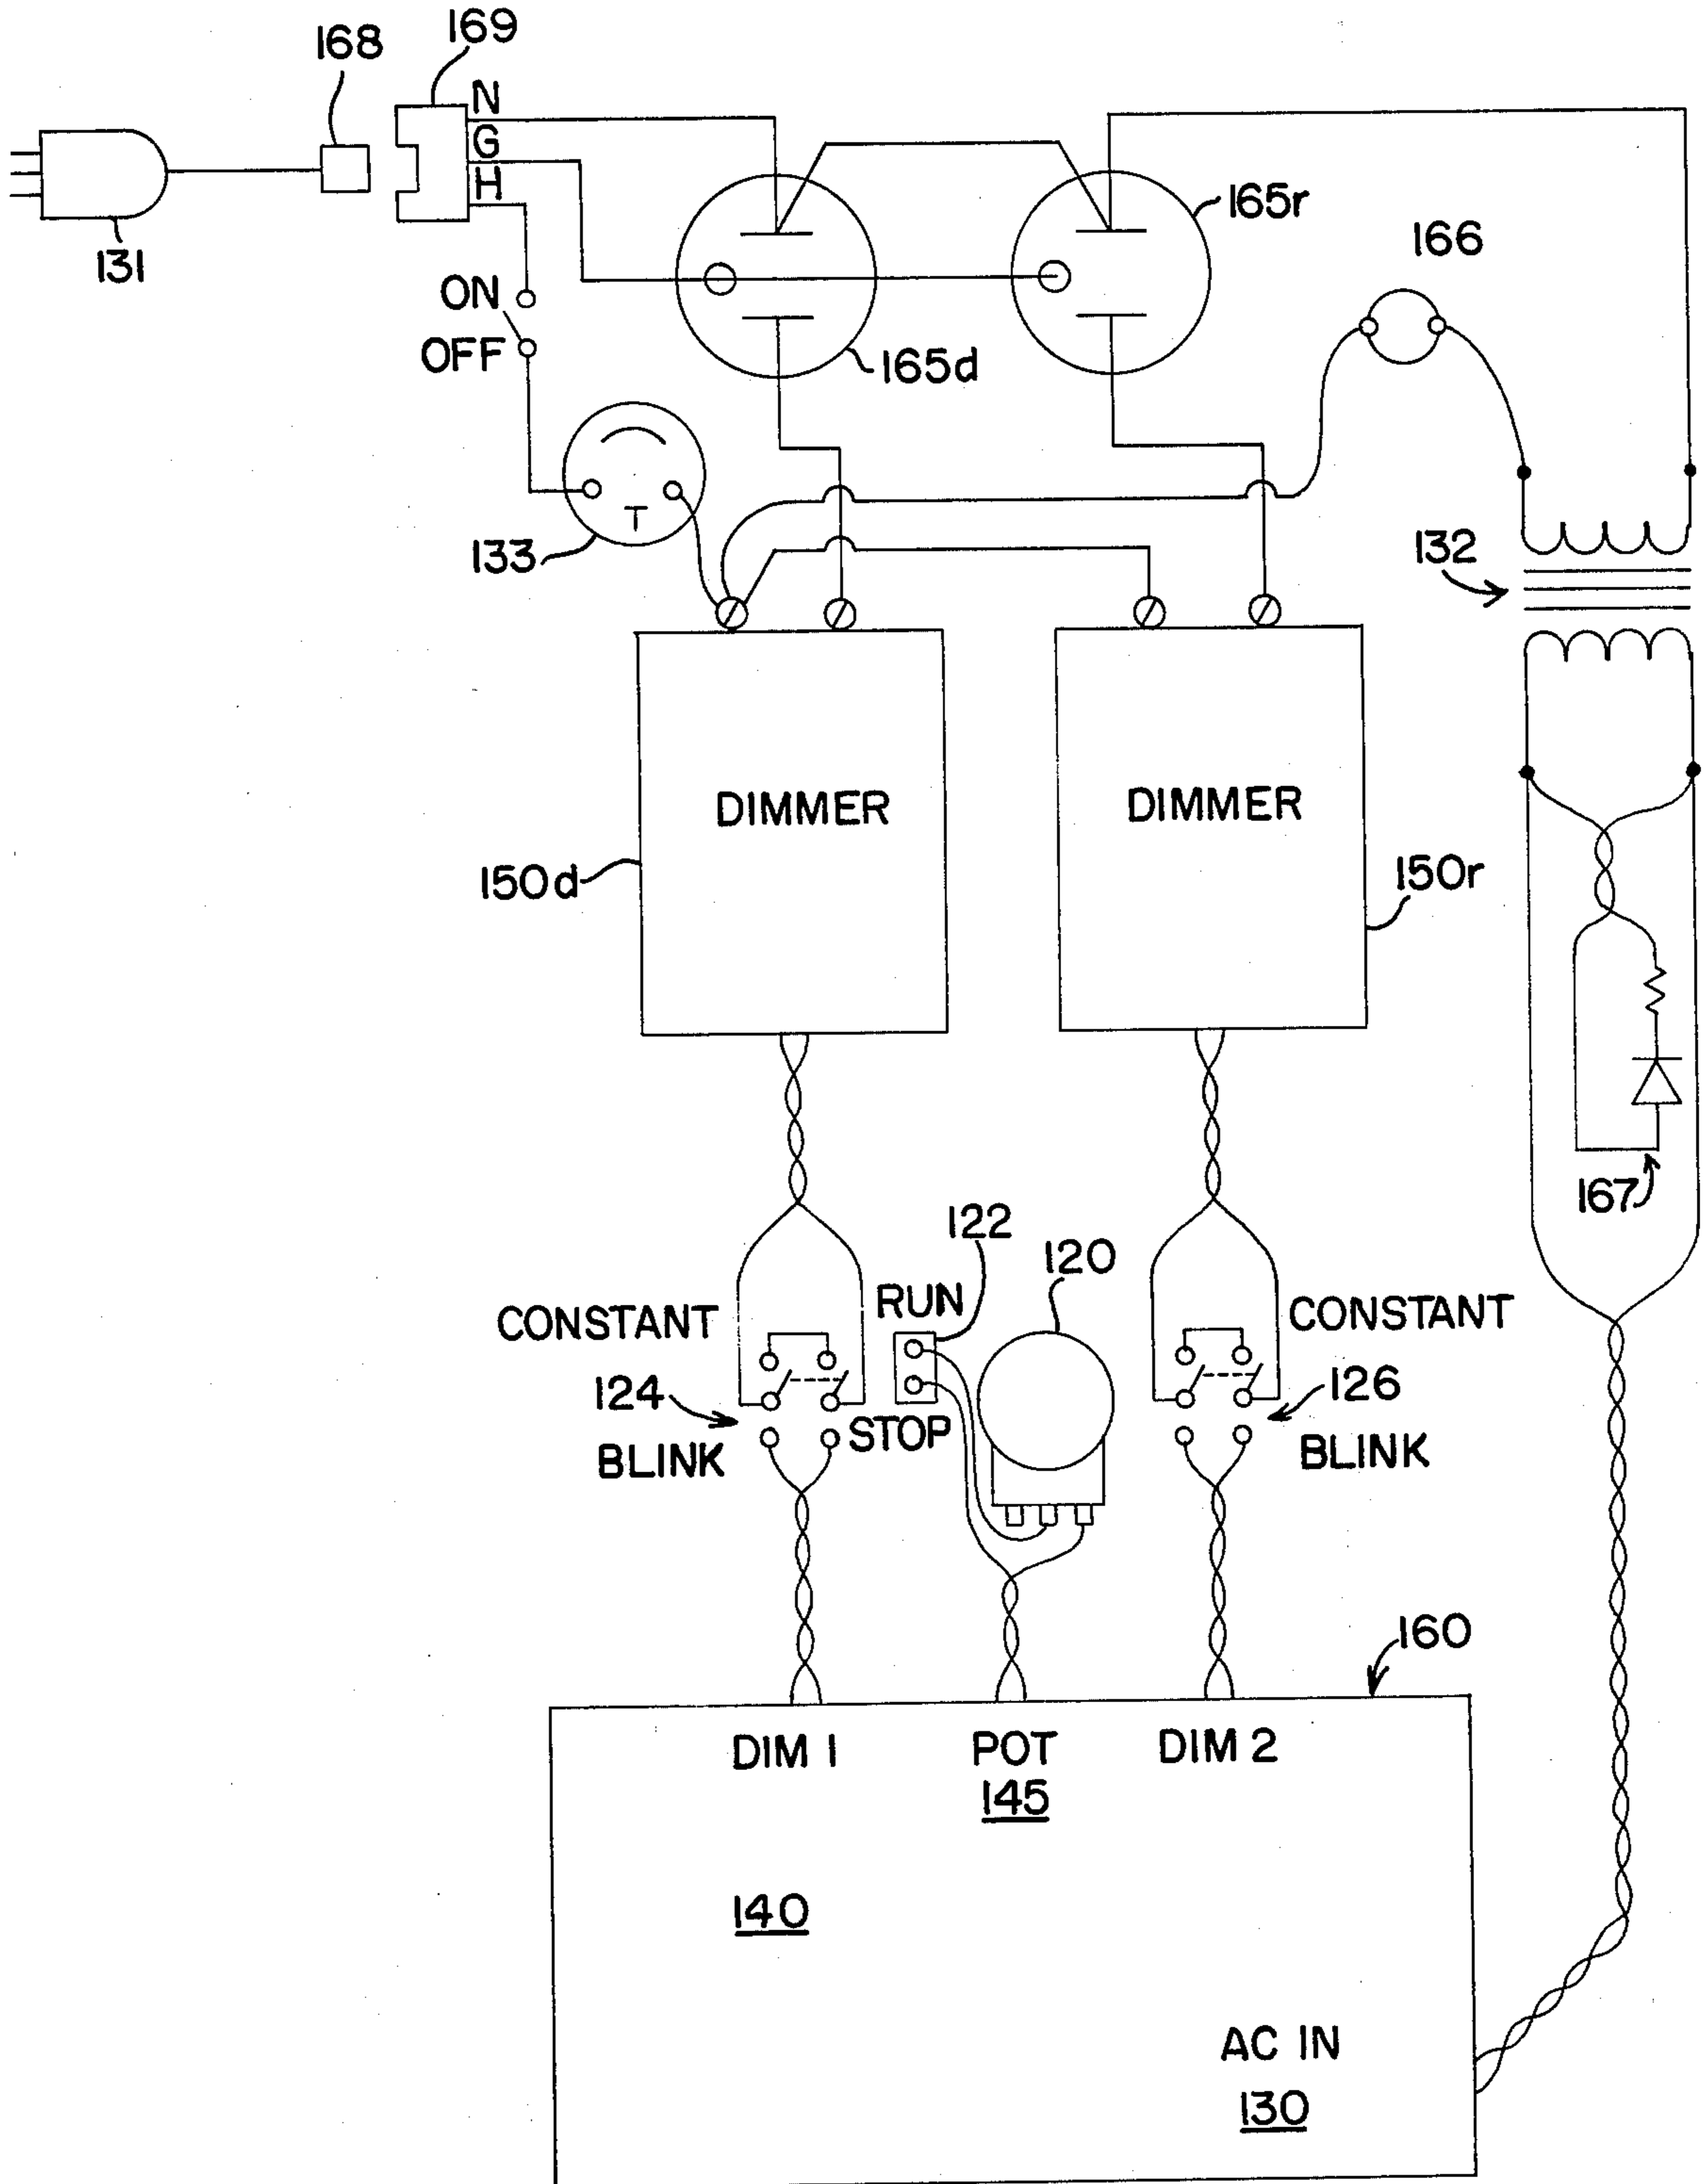 168
169
N
G
H
131
ON
OFF
165r
166
165d
133
T
132
DIMMER
DIMMER
150d
150r
167
122
120
RUN
CONSTANT
CONSTANT
124
126
STOP
BLINK
BLINK
160
DIM 1
POT
DIM 2
145
140
AC IN
130